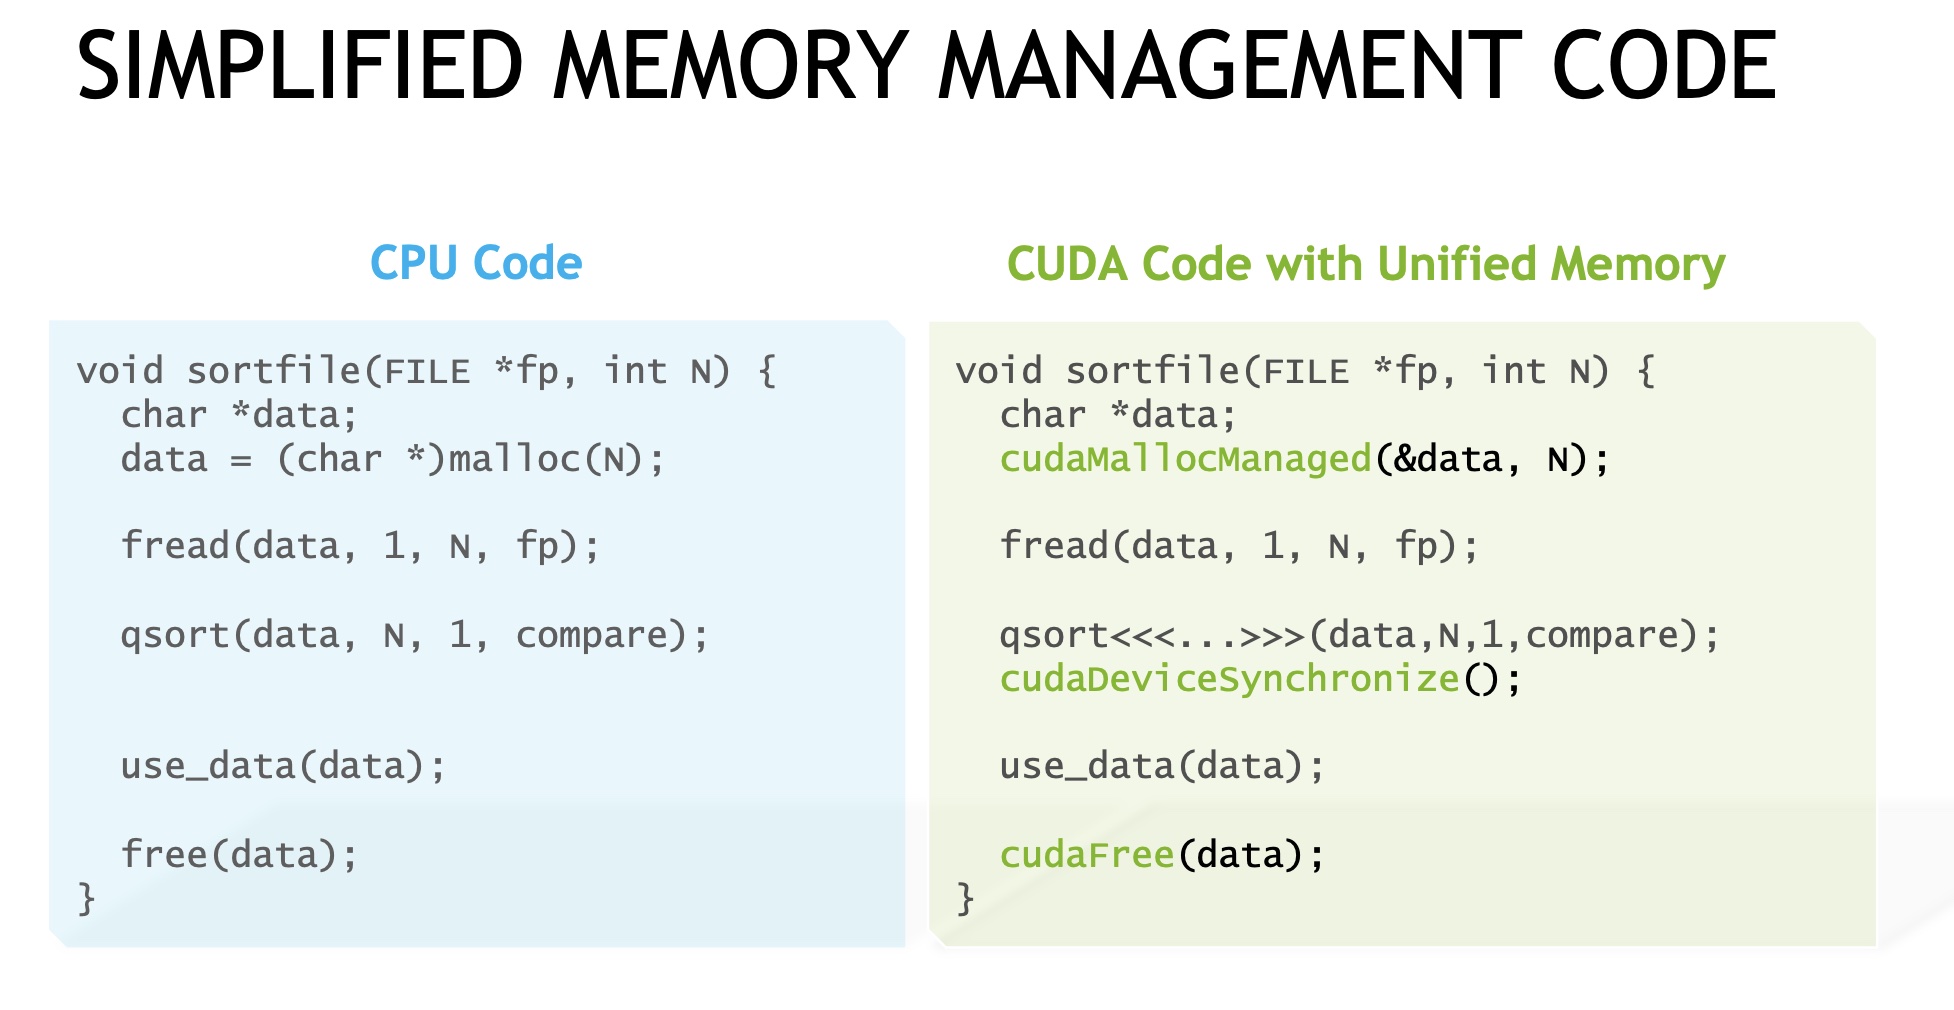 SIMPLIFIED MEMORY MANAGEMENT CODE
CPU Code
void sortfile(FILE *fp, int N) {
  char *data;
  data = (char *)malloc(N);
  fread(data, 1, N, fp);
  qsort(data, N, 1, compare);
  use_data(data);
  free(data);
}
CUDA Code with Unified Memory
void sortfile(FILE *fp, int N) {
  char *data;
  cudaMallocManaged(&data, N);
  fread(data, 1, N, fp);
  qsort<<<...>>>(data,N,1,compare);
  cudaDeviceSynchronize();
  use_data(data);
  cudaFree(data);
}